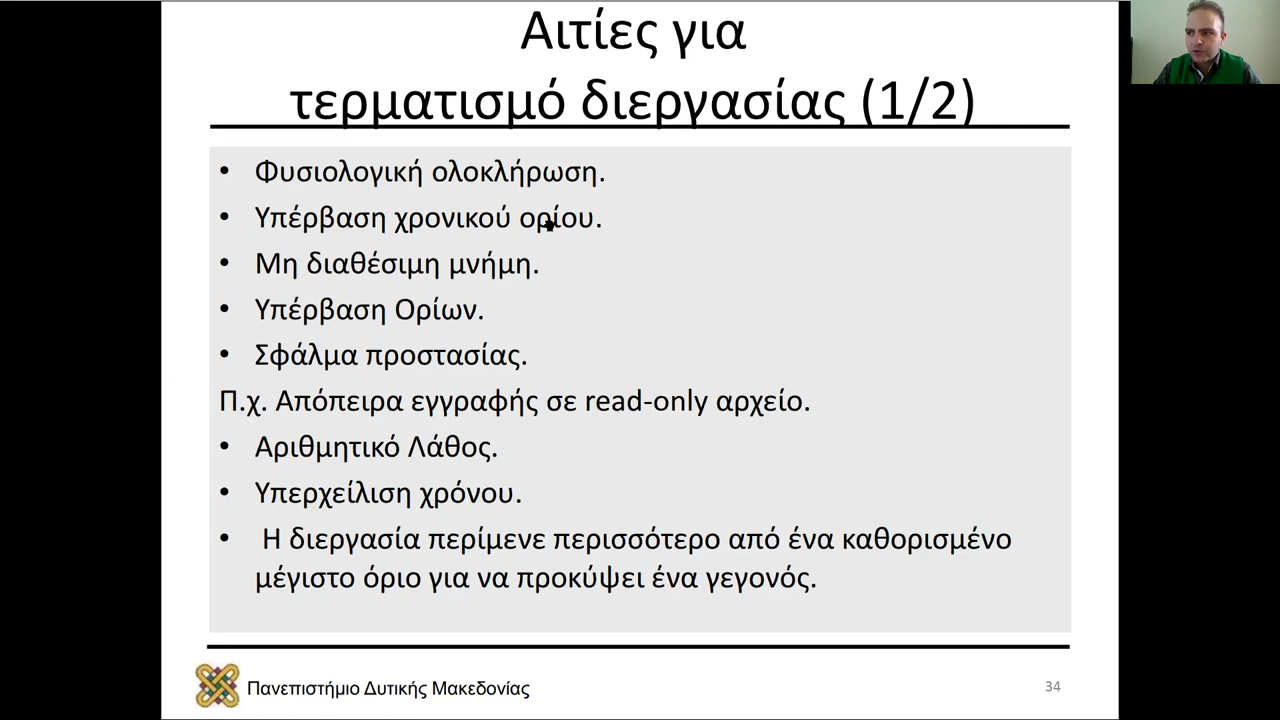 Αιτίες για
τερματισμό διεργασίας (1/2)
• Φυσιολογική ολοκλήρωση.
• Υπέρβαση χρονικού ορίου.
• Μη διαθέσιμη μνήμη.
• Υπέρβαση Ορίων.
• Σφάλμα προστασίας.
Π.χ. Απόπειρα εγγραφής σε read-only αρχείο.
• Αριθμητικό Λάθος.
• Υπερχείλιση χρόνου.
• Η διεργασία περίμενε περισσότερο από ένα καθορισμένο
μέγιστο όριο για να προκύψει ένα γεγονός.
Πανεπιστήμιο Δυτικής Μακεδονίας
34